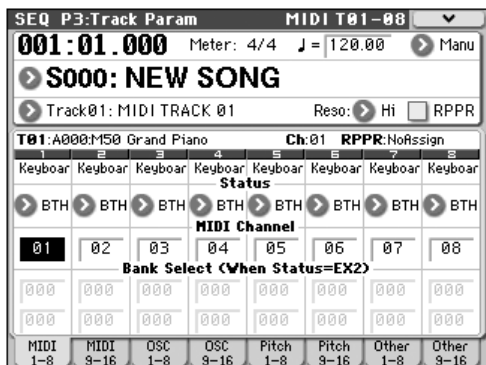 SEQ P3:Track Param MIDI T01-08
001:01.000 Meter: 4/4 ♩= 120.00 Manu
S000: NEW SONG
Track01: MIDI TRACK 01 Reso: Hi RPPR
T01:A000:M50 Grand Piano Ch:01 RPPR:NoAssign
1 2 3 4 5 6 7 8
Keyboar Keyboar Keyboar Keyboar Keyboar Keyboar Keyboar Keyboar
Status
BTH BTH BTH BTH BTH BTH BTH BTH
MIDI Channel
01 02 03 04 05 06 07 08
Bank Select (When Status=EX2)
000 000 000 000 000 000 000 000
000 000 000 000 000 000 000 000
MIDI MIDI OSC OSC Pitch Pitch Other Other
1-8 9-16 1-8 9-16 1-8 9-16 1-8 9-16